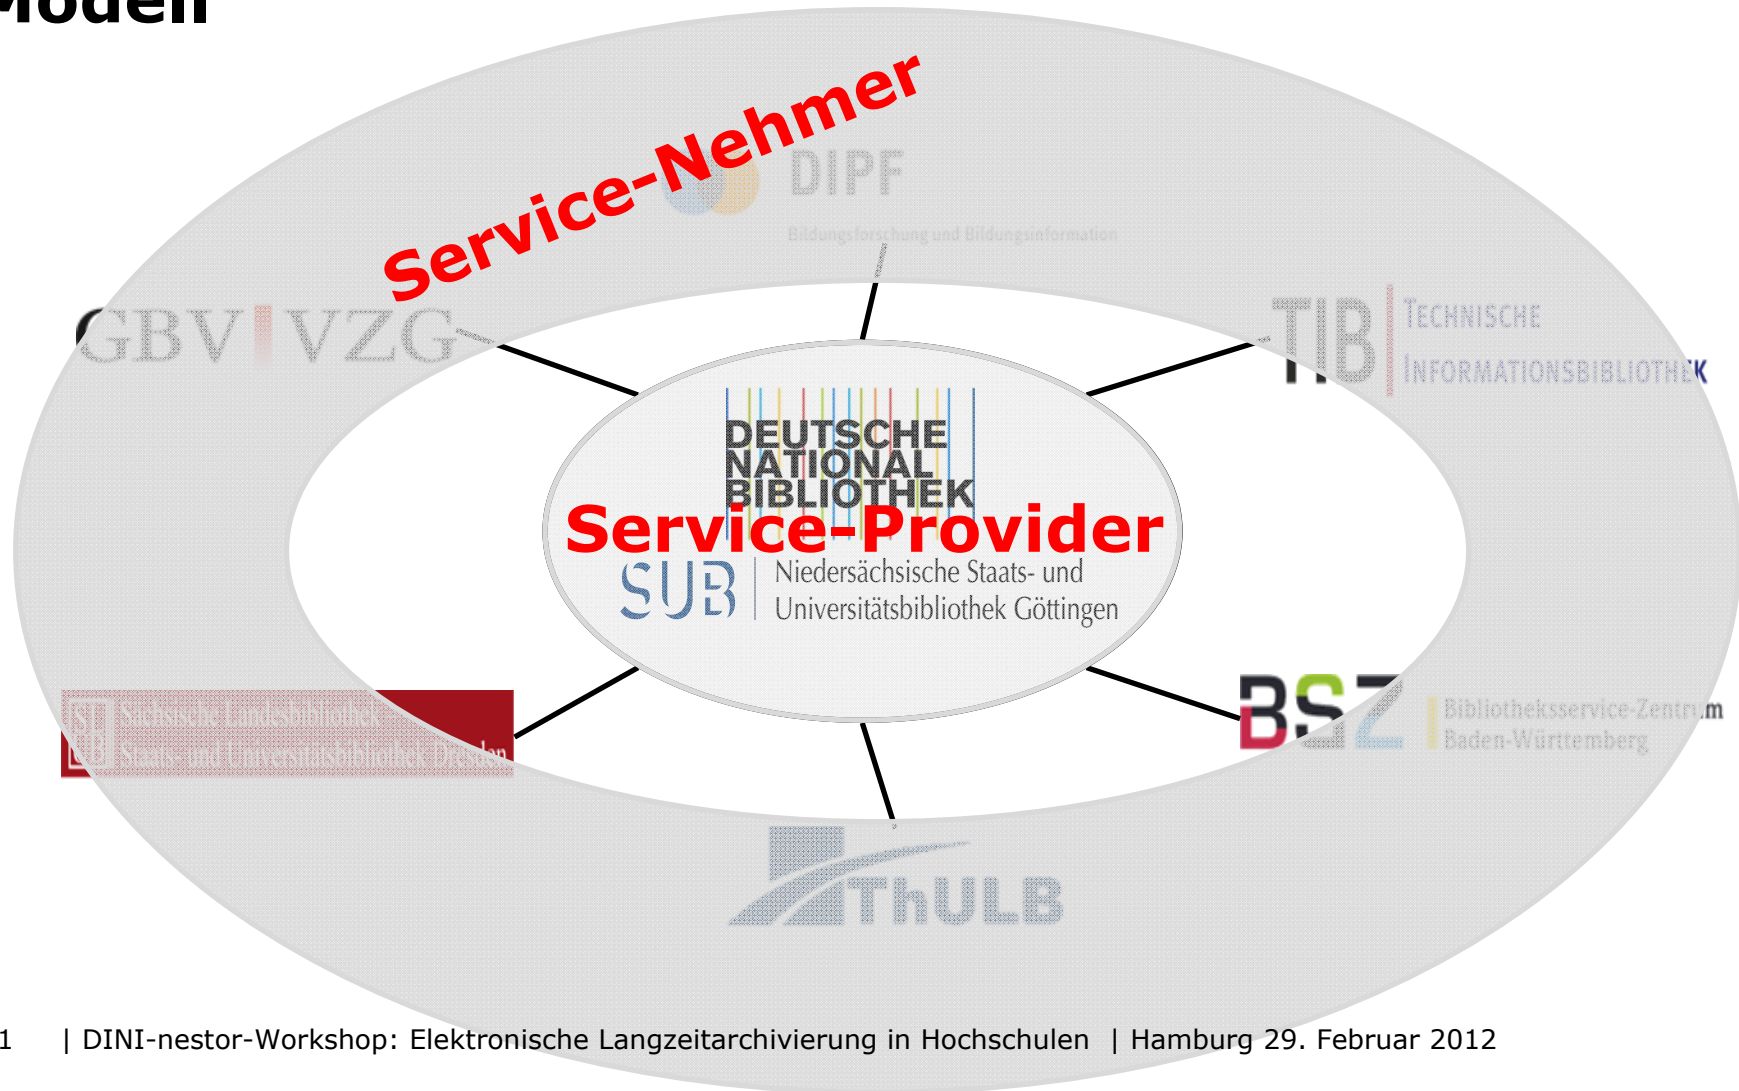 Modell
Service-Nehmer
DIPF
Bildungsforschung und Bildungsinformation
GBV VZG
TIB TECHNISCHE
INFORMATIONSBIBLIOTHEK
DEUTSCHE
NATIONAL
BIBLIOTHEK
Service-Provider
SUB Niedersächsische Staats- und
Universitätsbibliothek Göttingen
SLUB Sächsische Landesbibliothek –
Staats- und Universitätsbibliothek Dresden
BSZ Bibliotheksservice-Zentrum
Baden-Württemberg
ThULB
1 | DINI-nestor-Workshop: Elektronische Langzeitarchivierung in Hochschulen | Hamburg 29. Februar 2012